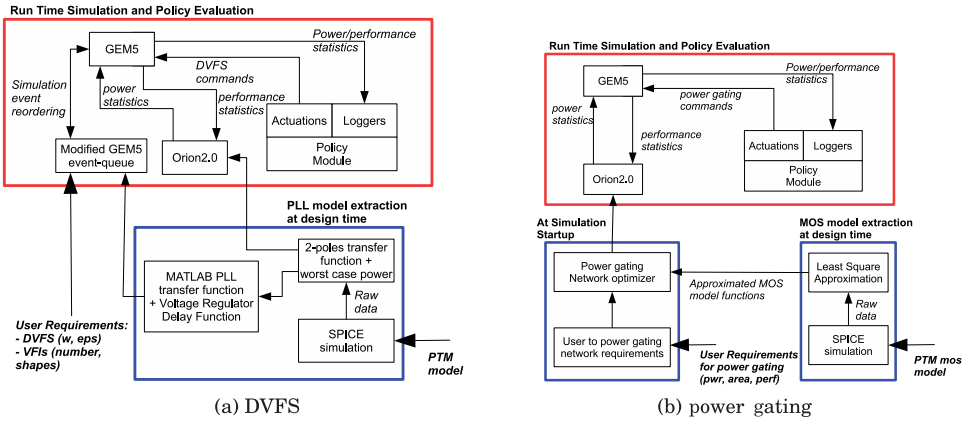 Run Time Simulation and Policy Evaluation
GEM5
Power/performance
statistics
DVFS
commands
Simulation
event
reordering
power
statistics
performance
statistics
Actuations
Loggers
Policy
Module
Modified GEM5
event-queue
Orion2.0
PLL model extraction
at design time
2-poles transfer
function +
worst case power
MATLAB PLL
transfer function
+ Voltage Regulator
Delay Function
Raw
data
SPICE
simulation
User Requirements:
- DVFS (w, eps)
- VFIs (number,
shapes)
PTM
model
(a) DVFS
Run Time Simulation and Policy Evaluation
GEM5
Power/performance
statistics
power gating
commands
power
statistics
performance
statistics
Actuations
Loggers
Policy
Module
Orion2.0
At Simulation
Startup
MOS model extraction
at design time
Power gating
Network optimizer
Least Square
Approximation
Approximated MOS
model functions
Raw
data
User to power gating
network requirements
SPICE
simulation
User Requirements
for power gating
(pwr, area, perf)
PTM mos
model
(b) power gating